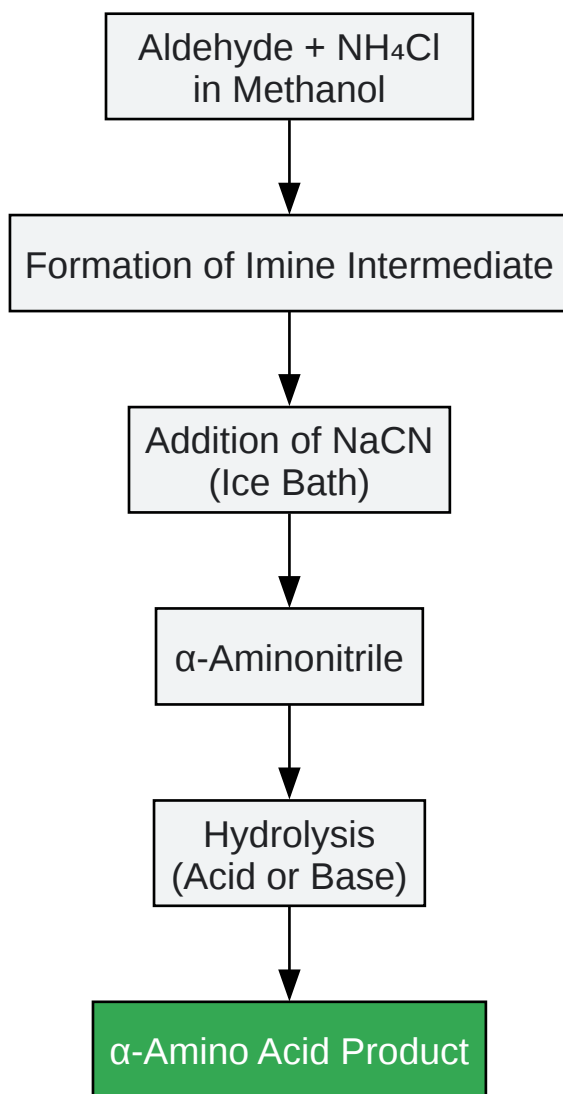 Aldehyde + NH₄Cl
in Methanol
Formation of Imine Intermediate
Addition of NaCN
(Ice Bath)
α-Aminonitrile
Hydrolysis
(Acid or Base)
α-Amino Acid Product